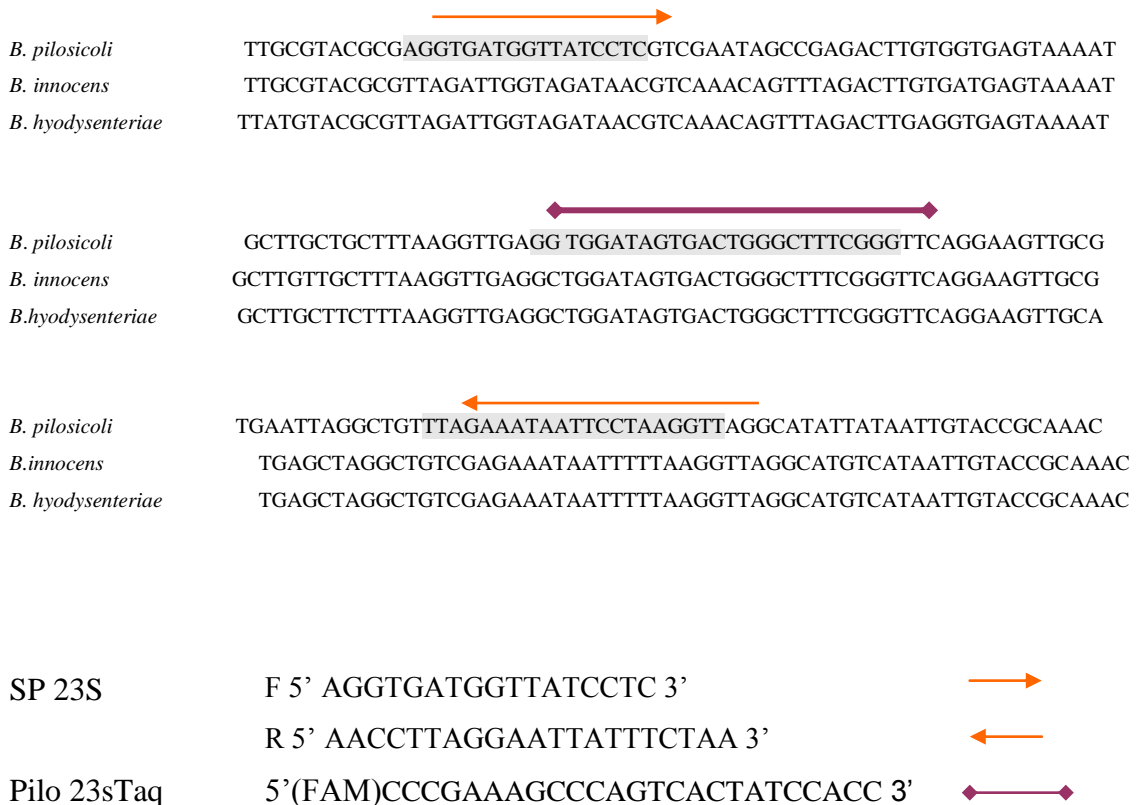 B. pilosicoli TTGCGTACGCGAGGTGATGGTTATCCTCGTCGAATAGCCGAGACTTGTGGTGAGTAAAAT
B. innocens TTGCGTACGCGTTAGATTGGTAGATAACGTCAAACAGTTTAGACTTGTGATGAGTAAAAT
B. hyodysenteriae TTATGTACGCGTTAGATTGGTAGATAACGTCAAACAGTTTAGACTTGAGGTGAGTAAAAT
B. pilosicoli GCTTGCTGCTTTAAGGTTGAGG TGGATAGTGACTGGGCTTTCGGGTTCAGGAAGTTGCG
B. innocens GCTTGTTGCTTTAAGGTTGAGGCTGGATAGTGACTGGGCTTTCGGGTTCAGGAAGTTGCG
B.hyodysenteriae GCTTGCTTCTTTAAGGTTGAGGCTGGATAGTGACTGGGCTTTCGGGTTCAGGAAGTTGCA
B. pilosicoli TGAATTAGGCTGTTTAGAAATAATTCCTAAGGTTAGGCATATTATAATTGTACCGCAAAC
B.innocens TGAGCTAGGCTGTCGAGAAATAATTTTTAAGGTTAGGCATGTCATAATTGTACCGCAAAC
B. hyodysenteriae TGAGCTAGGCTGTCGAGAAATAATTTTTAAGGTTAGGCATGTCATAATTGTACCGCAAAC
SP 23S F 5’ AGGTGATGGTTATCCTC 3’
R 5’ AACCTTAGGAATTATTTCTAA 3’
Pilo 23sTaq 5’(FAM)CCCGAAAGCCCAGTCACTATCCACC 3’